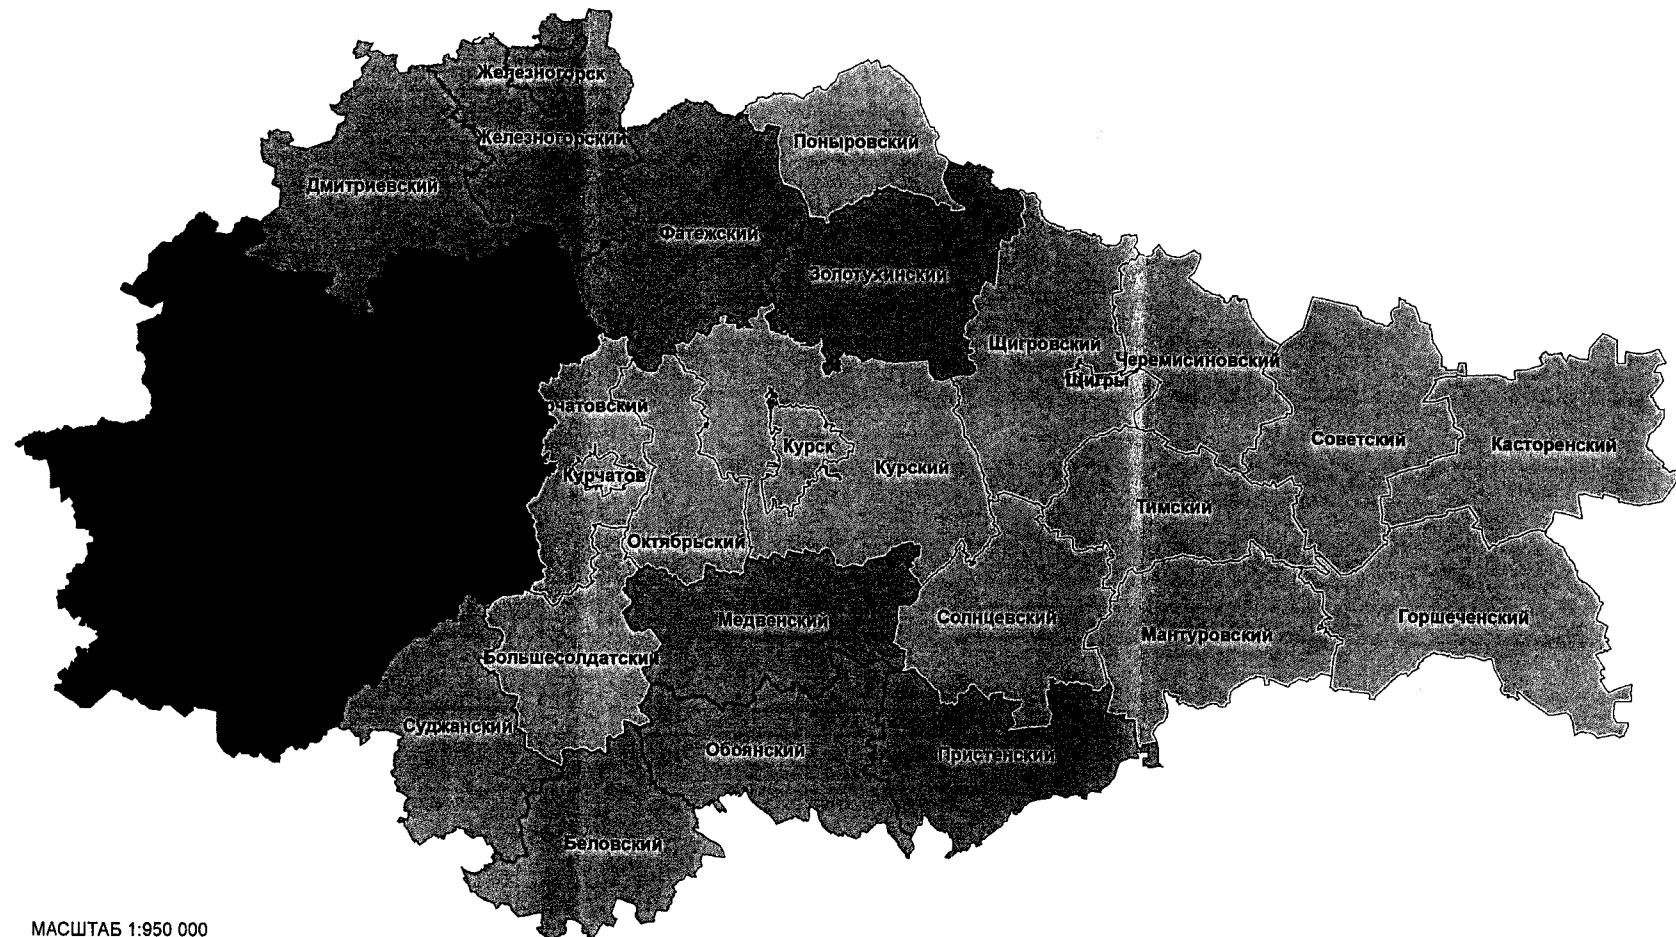 Железногорск
Железногорский
Поныровский
Дмитриевский
Фатежский
Золотухинский
Щигровский
Черемисиновский
Щигры
рчатовский
Советский
Касторенский
Курск
Курский
Курчатов
Тимский
Октябрьский
Медвенский
Солнцевский
Горшеченский
Мантуровский
Большесолдатский
Суджанский
Обоянский
Пристенский
Беловский
МАСШТАБ 1:950 000